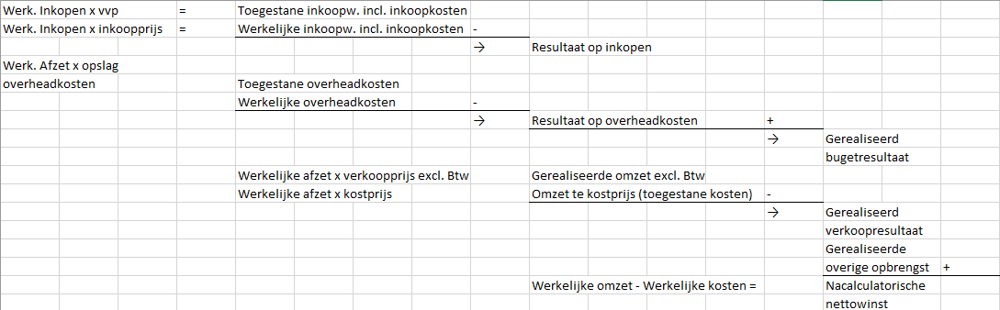 Werk. Inkopen x vvp = Toegestane inkoopw. incl. inkoopkosten
Werk. Inkopen x inkoopprijs = Werkelijke inkoopw. incl. inkoopkosten -
→ Resultaat op inkopen
Werk. Afzet x opslag
overheadkosten Toegestane overheadkosten
Werkelijke overheadkosten -
→ Resultaat op overheadkosten +
→ Gerealiseerd
bugetresultaat
Werkelijke afzet x verkoopprijs excl. Btw Gerealiseerde omzet excl. Btw
Werkelijke afzet x kostprijs Omzet te kostprijs (toegestane kosten) -
→ Gerealiseerd
verkoopresultaat
Gerealiseerde
overige opbrengst +
Werkelijke omzet - Werkelijke kosten = Nacalculatorische
nettowinst